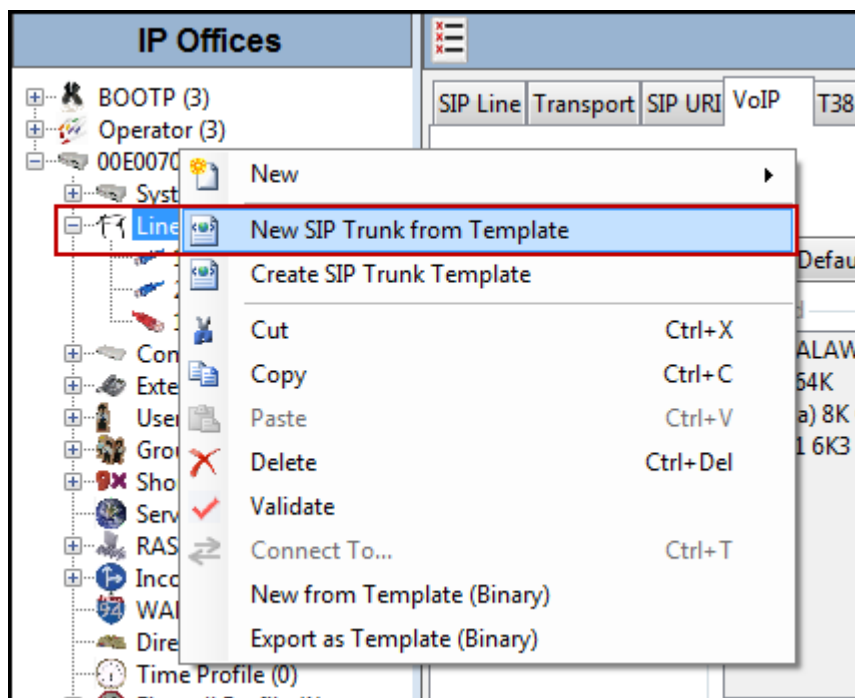 IP Offices
BOOTP (3)
Operator (3)
00E0070
Syst
Line
Con
Exte
User
Grou
Sho
Serv
RAS
Inco
WA
Dire
Time Profile (0)
SIP Line
Transport
SIP URI
VoIP
T38
New
New SIP Trunk from Template
Create SIP Trunk Template
Cut Ctrl+X
Copy Ctrl+C
Paste Ctrl+V
Delete Ctrl+Del
Validate
Connect To... Ctrl+T
New from Template (Binary)
Export as Template (Binary)
Defau
ALAW
64K
a) 8K
1 6K3